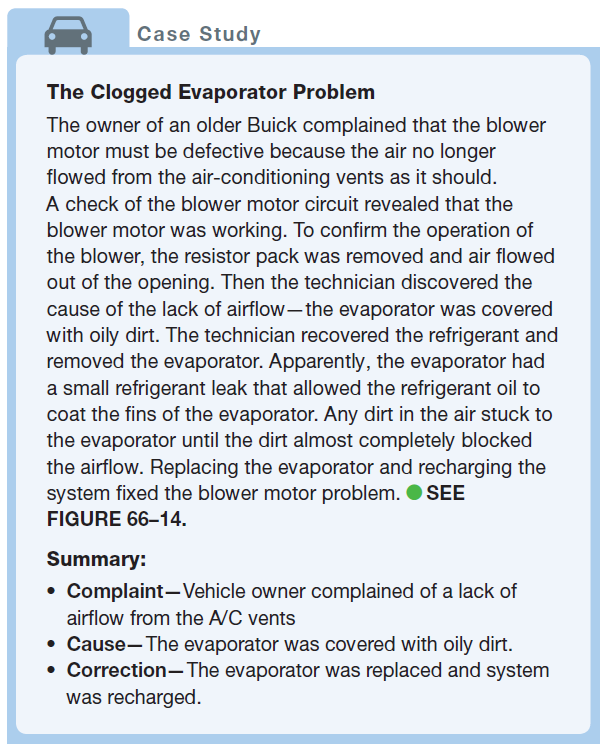 Case Study
The Clogged Evaporator Problem
The owner of an older Buick complained that the blower
motor must be defective because the air no longer
flowed from the air-conditioning vents as it should.
A check of the blower motor circuit revealed that the
blower motor was working. To confirm the operation of
the blower, the resistor pack was removed and air flowed
out of the opening. Then the technician discovered the
cause of the lack of airflow—the evaporator was covered
with oily dirt. The technician recovered the refrigerant and
removed the evaporator. Apparently, the evaporator had
a small refrigerant leak that allowed the refrigerant oil to
coat the fins of the evaporator. Any dirt in the air stuck to
the evaporator until the dirt almost completely blocked
the airflow. Replacing the evaporator and recharging the
system fixed the blower motor problem. ● SEE
FIGURE 66–14.
Summary:
• Complaint—Vehicle owner complained of a lack of
airflow from the A/C vents
• Cause—The evaporator was covered with oily dirt.
• Correction—The evaporator was replaced and system
was recharged.